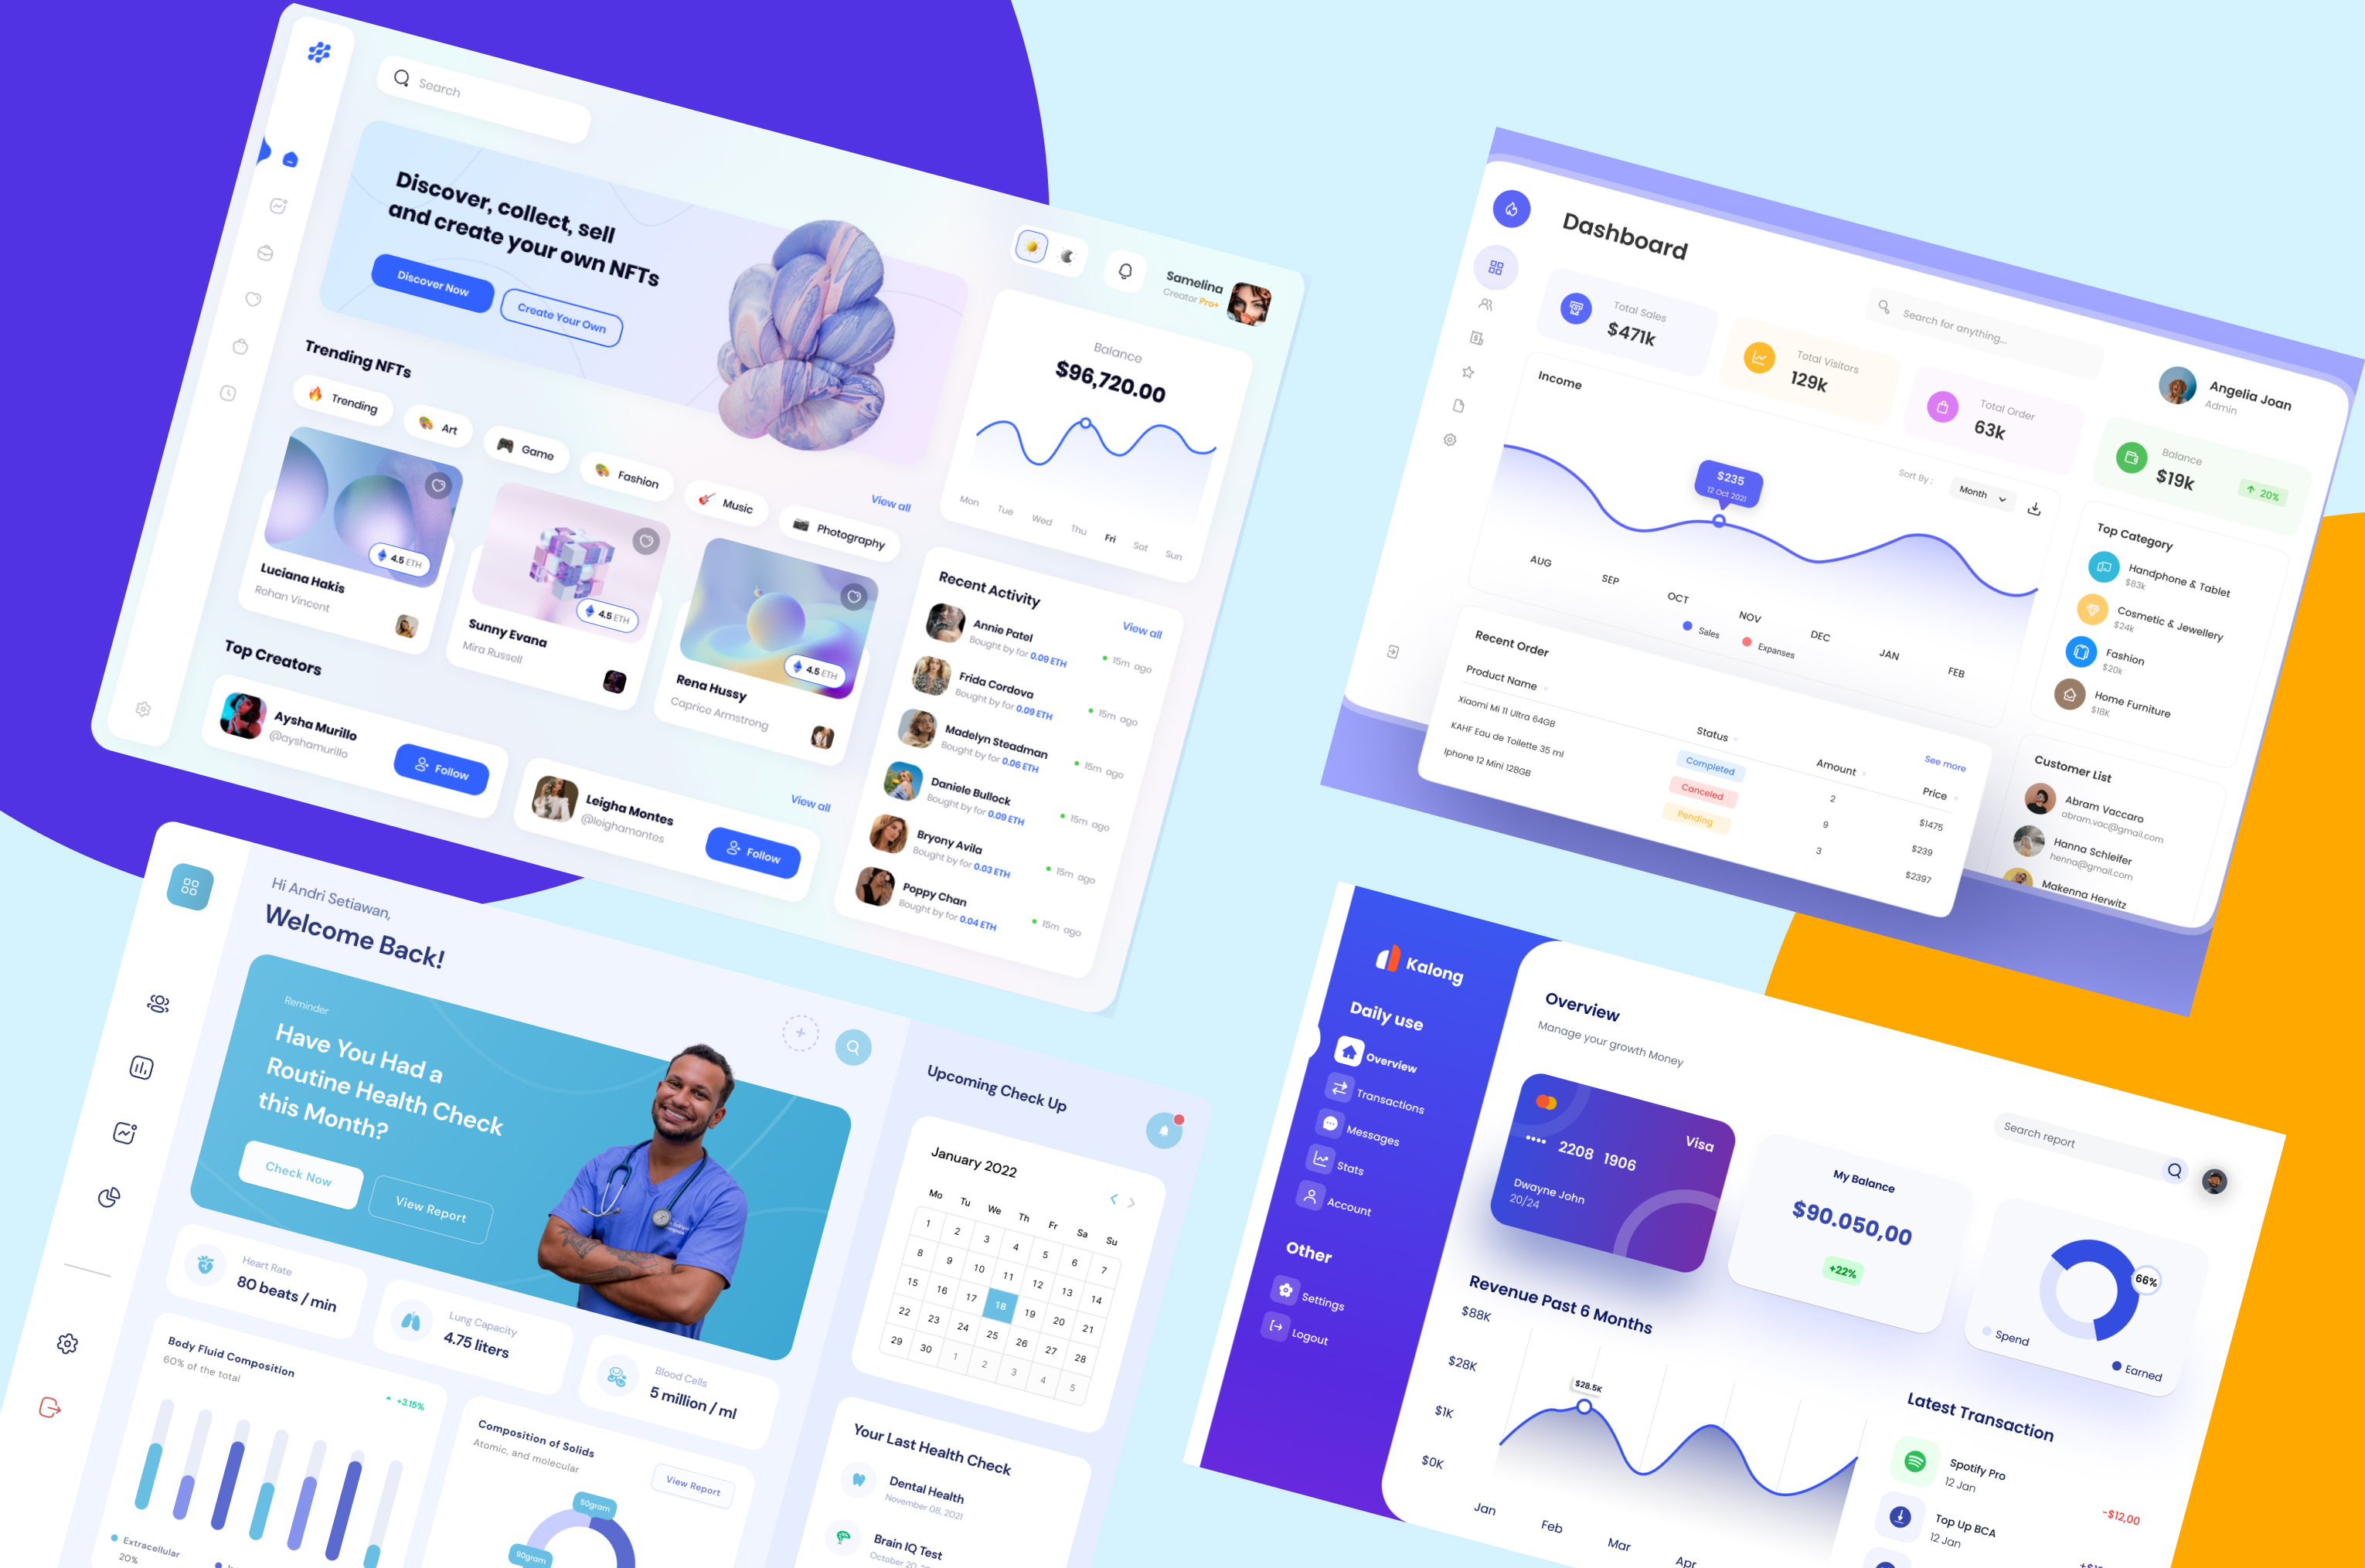 Search
Discover, collect, sell
and create your own NFTs
Discover Now
Create Your Own
Samelina
Creator Pro+
Balance
$96,720.00
Mon
Tue
Wed
Thu
Fri
Sat
Sun
Trending NFTs
View all
Trending
Art
Game
Fashion
Music
Photography
4.5 ETH
Luciana Hakis
Rohan Vincent
4.5 ETH
Sunny Evana
Mira Russell
4.5 ETH
Rena Hussy
Caprice Armstrong
Top Creators
View all
Aysha Murillo
@ayshamurillo
Follow
Leigha Montes
@leighamontes
Follow
Recent Activity
View all
Annie Patel
Bought by for 0.09 ETH
15m ago
Frida Cordova
Bought by for 0.09 ETH
15m ago
Madelyn Steadman
Bought by for 0.06 ETH
15m ago
Daniele Bullock
Bought by for 0.09 ETH
15m ago
Bryony Avila
Bought by for 0.03 ETH
15m ago
Poppy Chan
Bought by for 0.04 ETH
15m ago
Dashboard
Search for anything...
Angelia Joan
Admin
Total Sales
$471k
Total Visitors
129k
Total Order
63k
Balance
$19k
20%
Income
Sort By :
Month
$235
12 Oct 2021
AUG
SEP
OCT
NOV
DEC
JAN
FEB
Sales
Expanses
Top Category
Handphone & Tablet
$83k
Cosmetic & Jewellery
$24k
Fashion
$20k
Home Furniture
$18K
Recent Order
See more
Product Name
Status
Amount
Price
Xiaomi Mi 11 Ultra 64GB
Completed
2
$1475
KAHF Eau de Toilette 35 ml
Canceled
9
$239
Iphone 12 Mini 128GB
Pending
3
$2397
Customer List
Abram Vaccaro
abram.vac@gmail.com
Hanna Schleifer
henna@gmail.com
Makenna Herwitz
Hi Andri Setiawan,
Welcome Back!
Reminder
Have You Had a
Routine Health Check
this Month?
Check Now
View Report
Heart Rate
80 beats / min
Lung Capacity
4.75 liters
Blood Cells
5 million / ml
Body Fluid Composition
60% of the total
+3.15%
Extracellular
20%
Composition of Solids
Atomic, and molecular
View Report
50gram
90gram
Upcoming Check Up
January 2022
Mo Tu We Th Fr Sa Su
1 2 3 4 5 6 7
8 9 10 11 12 13 14
15 16 17 18 19 20 21
22 23 24 25 26 27 28
29 30 1 2 3 4 5
Your Last Health Check
Dental Health
November 08, 2021
Brain IQ Test
October 20,
Kalong
Daily use
Overview
Transactions
Messages
Stats
Account
Other
Settings
Logout
Overview
Manage your growth Money
Search report
Visa
•••• 2208 1906
Dwayne John
20/24
My Balance
$90.050,00
+22%
66%
Spend
Earned
Revenue Past 6 Months
$88K
$28K
$1K
$0K
$28.5K
Jan
Feb
Mar
Apr
Latest Transaction
Spotify Pro
12 Jan
-$12,00
Top Up BCA
12 Jan